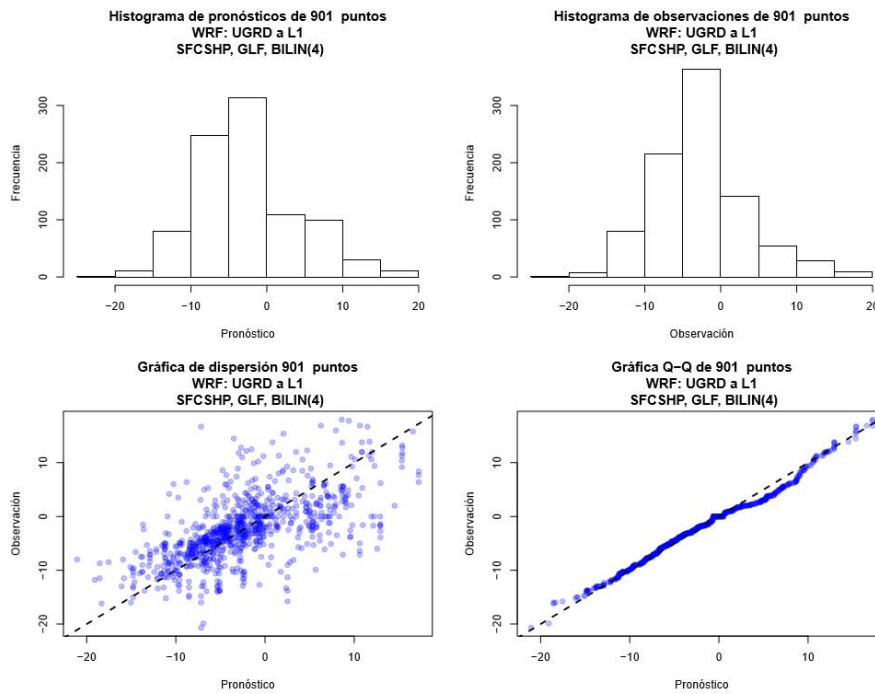 Histograma de pronósticos de 901 puntos
WRF: UGRD a L1
SFCSHP, GLF, BILIN(4)
Frecuencia
0
100
200
300
−20
−10
0
10
20
Pronóstico
Histograma de observaciones de 901 puntos
WRF: UGRD a L1
SFCSHP, GLF, BILIN(4)
Frecuencia
0
100
200
300
−20
−10
0
10
20
Observación
Gráfica de dispersión 901 puntos
WRF: UGRD a L1
SFCSHP, GLF, BILIN(4)
Observación
−20
−10
0
10
−20
−10
0
10
Pronóstico
Gráfica Q−Q de 901 puntos
WRF: UGRD a L1
SFCSHP, GLF, BILIN(4)
Observación
−20
−10
0
10
−20
−10
0
10
Pronóstico